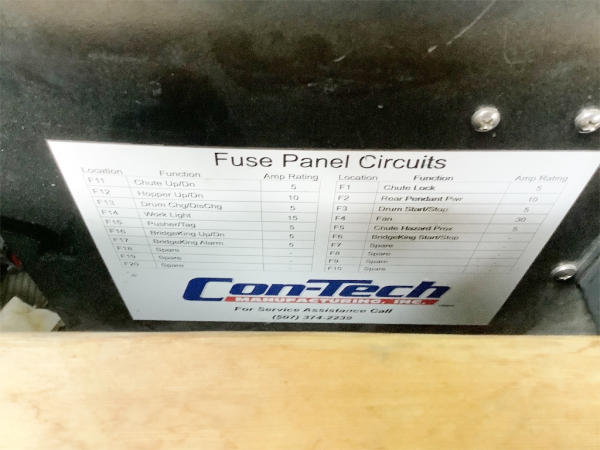 Fuse Panel Circuits
Location Function Amp Rating Location Function Amp Rating
F11 Chute Up/Dn 5 F1 Chute Lock 5
F12 Hopper Up/Dn 10 F2 Rear Pendant Pwr 10
F13 Drum Chg/Dischg 5 F3 Drum Start/Stop 5
F14 Work Light 15 F4 Fan 30
F15 Pusher/Tag 5 F5 Chute Hazard Prox 5
F16 BridgeKing Up/Dn 5 F6 BridgeKing Start/Stop
F17 BridgeKing Alarm 5 F7 Spare
F18 Spare - F8 Spare
F19 Spare - F9 Spare
F20 Spare - F10 Spare
Con-Tech
MANUFACTURING, INC.
For Service Assistance Call
(507) 374-2239